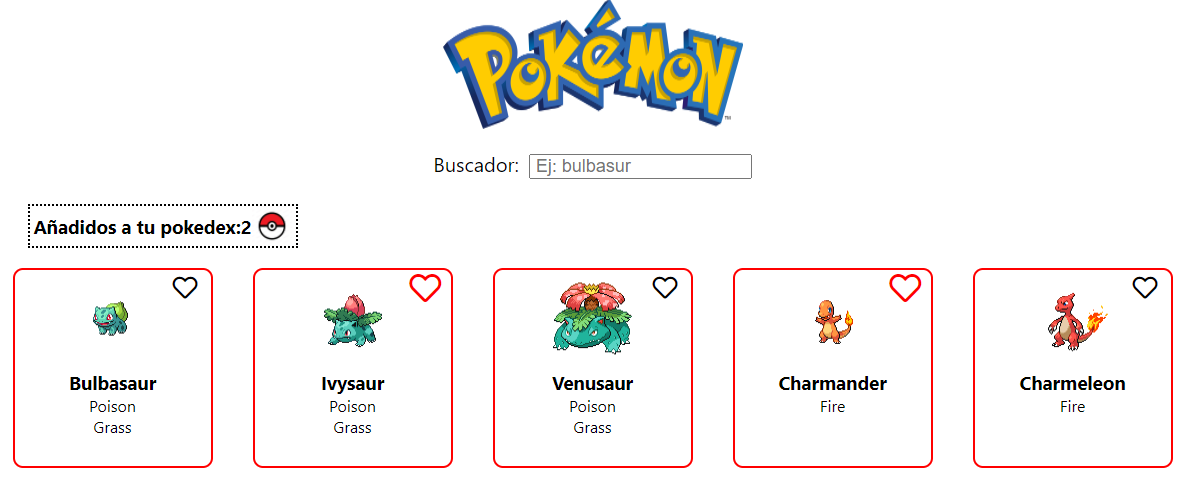 POKéMON
TM
Buscador: Ej: bulbasur
Añadidos a tu pokedex:2
Bulbasaur
Poison
Grass
Ivysaur
Poison
Grass
Venusaur
Poison
Grass
Charmander
Fire
Charmeleon
Fire